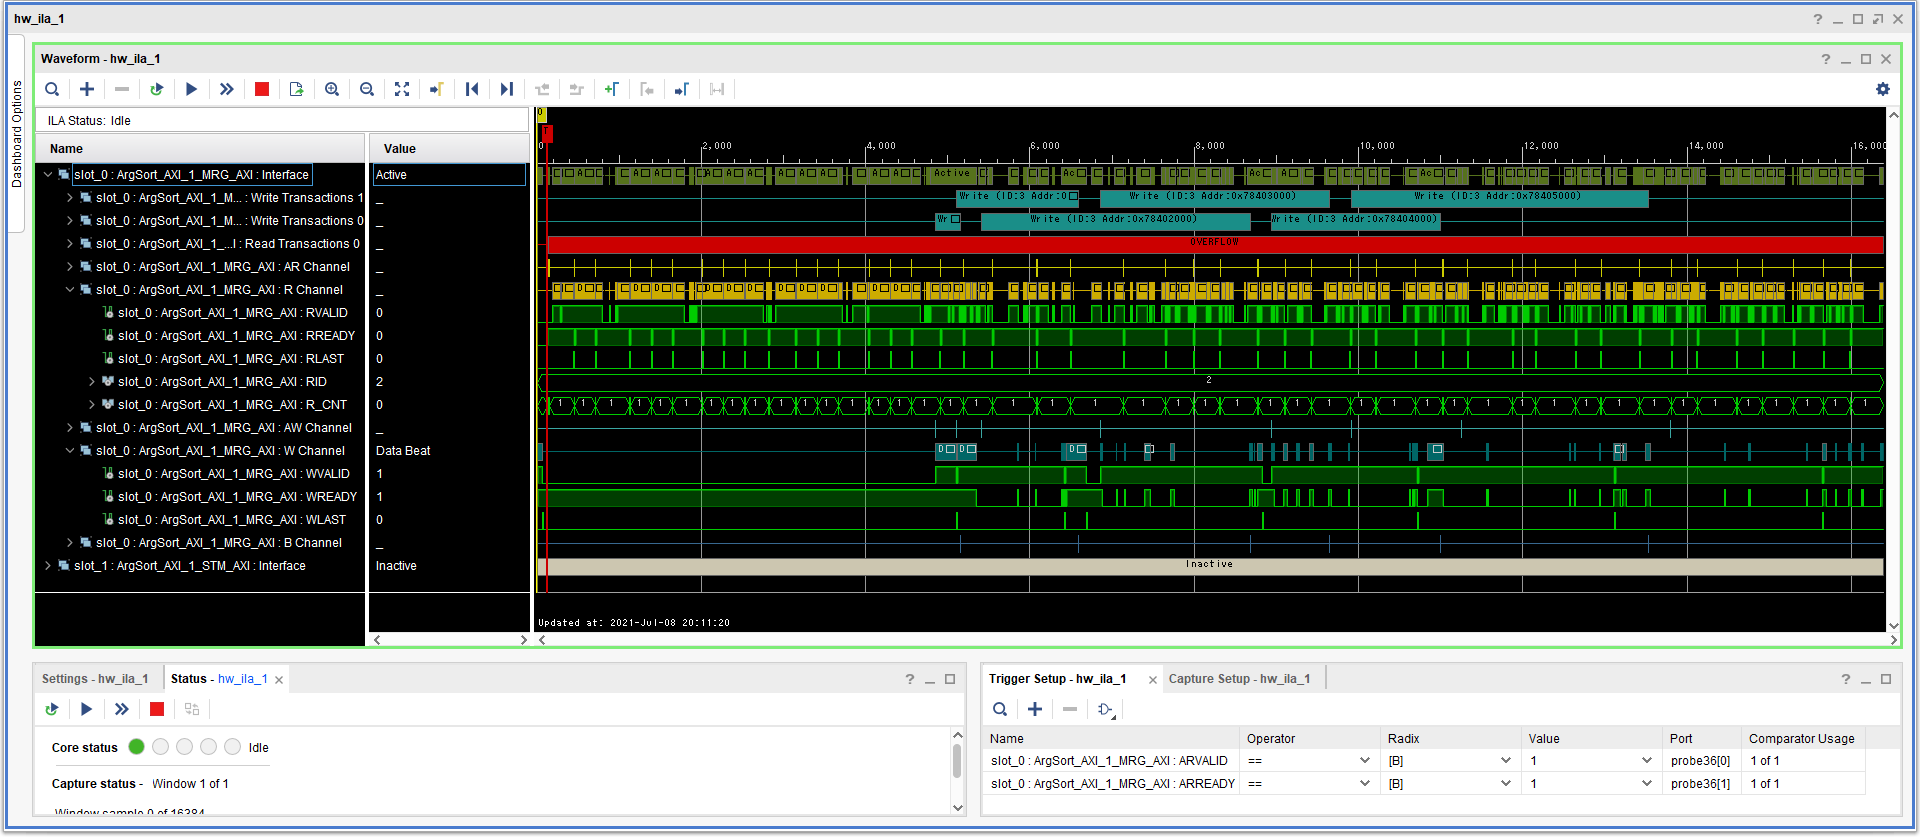 hw_ila_1
Dashboard Options
Waveform - hw_ila_1
ILA Status: Idle
Name Value
0
0 2,000 4,000 6,000 8,000 10,000 12,000 14,000 16,000
slot_0 : ArgSort_AXI_1_MRG_AXI : Interface Active
Active
slot_0 : ArgSort_AXI_1_M... : Write Transactions 1 _
Write (ID:3 Addr:0 Write (ID:3 Addr:0x78403000) Write (ID:3 Addr:0x78405000)
slot_0 : ArgSort_AXI_1_M... : Write Transactions 0 _
Wr Write (ID:3 Addr:0x78402000) Write (ID:3 Addr:0x78404000)
slot_0 : ArgSort_AXI_1_...I : Read Transactions 0 _
OVERFLOW
slot_0 : ArgSort_AXI_1_MRG_AXI : AR Channel _
slot_0 : ArgSort_AXI_1_MRG_AXI : R Channel _
slot_0 : ArgSort_AXI_1_MRG_AXI : RVALID 0
slot_0 : ArgSort_AXI_1_MRG_AXI : RREADY 0
slot_0 : ArgSort_AXI_1_MRG_AXI : RLAST 0
slot_0 : ArgSort_AXI_1_MRG_AXI : RID 2
2
slot_0 : ArgSort_AXI_1_MRG_AXI : R_CNT 0
slot_0 : ArgSort_AXI_1_MRG_AXI : AW Channel _
slot_0 : ArgSort_AXI_1_MRG_AXI : W Channel Data Beat
slot_0 : ArgSort_AXI_1_MRG_AXI : WVALID 1
slot_0 : ArgSort_AXI_1_MRG_AXI : WREADY 1
slot_0 : ArgSort_AXI_1_MRG_AXI : WLAST 0
slot_0 : ArgSort_AXI_1_MRG_AXI : B Channel _
slot_1 : ArgSort_AXI_1_STM_AXI : Interface Inactive
Inactive
Updated at: 2021-Jul-08 20:11:20
Settings - hw_ila_1 Status - hw_ila_1
Core status Idle
Capture status - Window 1 of 1
Window sample 0 of 16384
Trigger Setup - hw_ila_1 Capture Setup - hw_ila_1
Name Operator Radix Value Port Comparator Usage
slot_0 : ArgSort_AXI_1_MRG_AXI : ARVALID == [B] 1 probe36[0] 1 of 1
slot_0 : ArgSort_AXI_1_MRG_AXI : ARREADY == [B] 1 probe36[1] 1 of 1